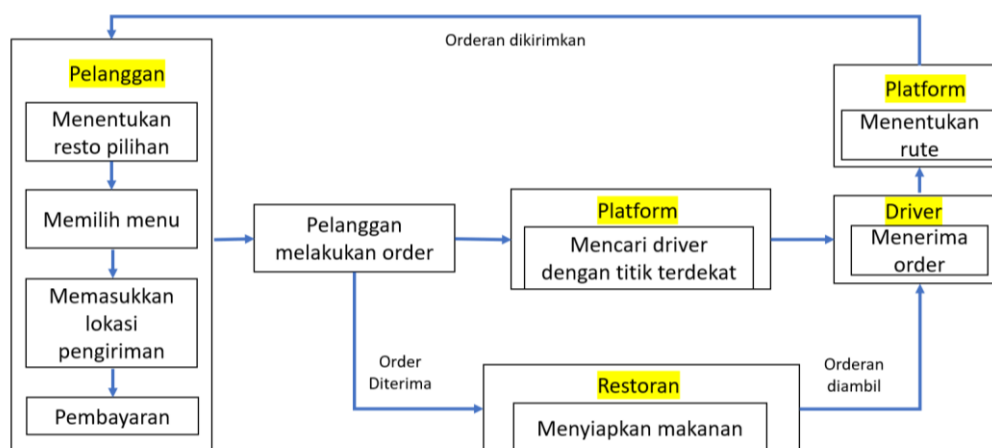 Orderan dikirimkan
Pelanggan
Menentukan
resto pilihan
Memilih menu
Memasukkan
lokasi
pengiriman
Pembayaran
Pelanggan
melakukan order
Platform
Mencari driver
dengan titik terdekat
Order
Diterima
Restoran
Menyiapkan makanan
Orderan
diambil
Driver
Menerima
order
Platform
Menentukan
rute